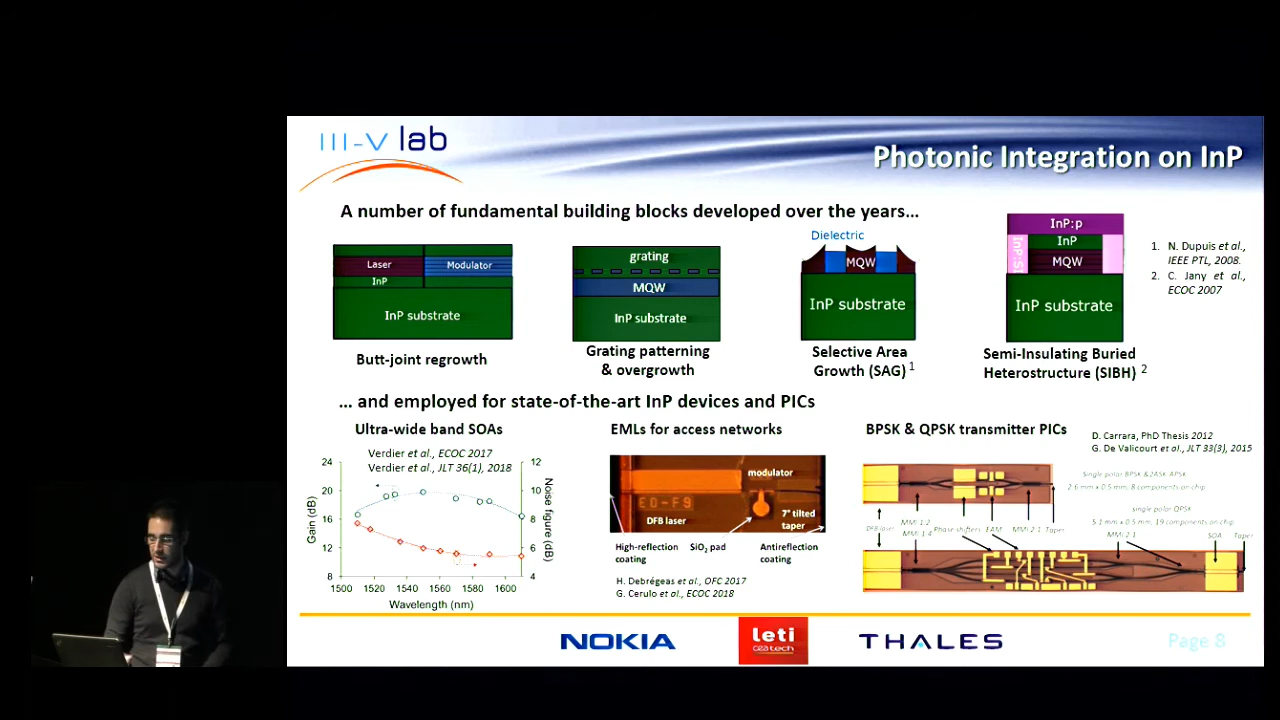 III-V lab
Photonic Integration on InP
A number of fundamental building blocks developed over the years...
Laser
Modulator
InP
InP substrate
Butt-joint regrowth
grating
MQW
InP substrate
Grating patterning
& overgrowth
Dielectric
MQW
InP substrate
Selective Area
Growth (SAG) 1
InP:p
InP
MQW
InP substrate
Semi-Insulating Buried
Heterostructure (SIBH) 2
1. N. Dupuis et al.,
IEEE PTL, 2008.
2. C. Jany et al.,
ECOC 2007
... and employed for state-of-the-art InP devices and PICs
Ultra-wide band SOAs
Verdier et al., ECOC 2017
Verdier et al., JLT 36(1), 2018
Gain (dB)
24
20
16
12
8
12
10
8
6
4
Noise figure (dB)
1500 1520 1540 1560 1580 1600
Wavelength (nm)
EMLs for access networks
modulator
ED-F9
DFB laser
7° tilted
taper
High-reflection
coating
SiO2 pad
Antireflection
coating
H. Debrégeas et al., OFC 2017
G. Cerulo et al., ECOC 2018
BPSK & QPSK transmitter PICs
D. Carrara, PhD Thesis 2012
G. De Valicourt et al., JLT 33(3), 2015
Single polar BPSK &2ASK-APSK
2.6 mm x 0.5 mm: 8 components on chip
single polar QPSK
5.1 mm x 0.5 mm, 19 components on chip
DFB laser
MMI 1:2
MMI 1:4
Phase-shifters
EAM
MMI 2:1
Taper
MMI 2:1
SOA
Taper
NOKIA
leti
ceatech
THALES
Page 8